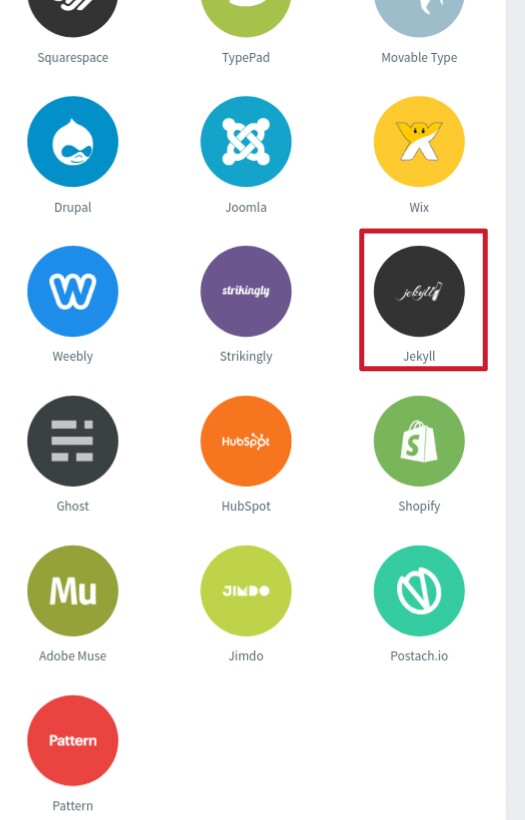 Squarespace TypePad Movable Type
Drupal Joomla Wix
W strikingly jekyll
Weebly Strikingly Jekyll
HubSpot S
Ghost HubSpot Shopify
Mu JIMDO
Adobe Muse Jimdo Postach.io
Pattern
Pattern